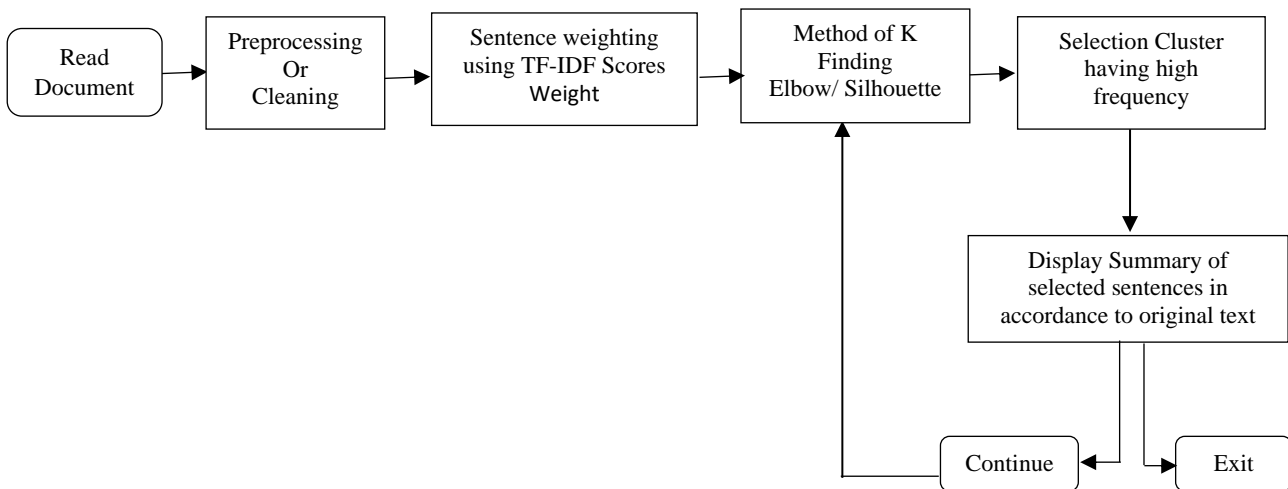 Read
Document
Preprocessing
Or
Cleaning
Sentence weighting
using TF-IDF Scores
Weight
Method of K
Finding
Elbow/ Silhouette
Selection Cluster
having high
frequency
Display Summary of
selected sentences in
accordance to original text
Continue
Exit